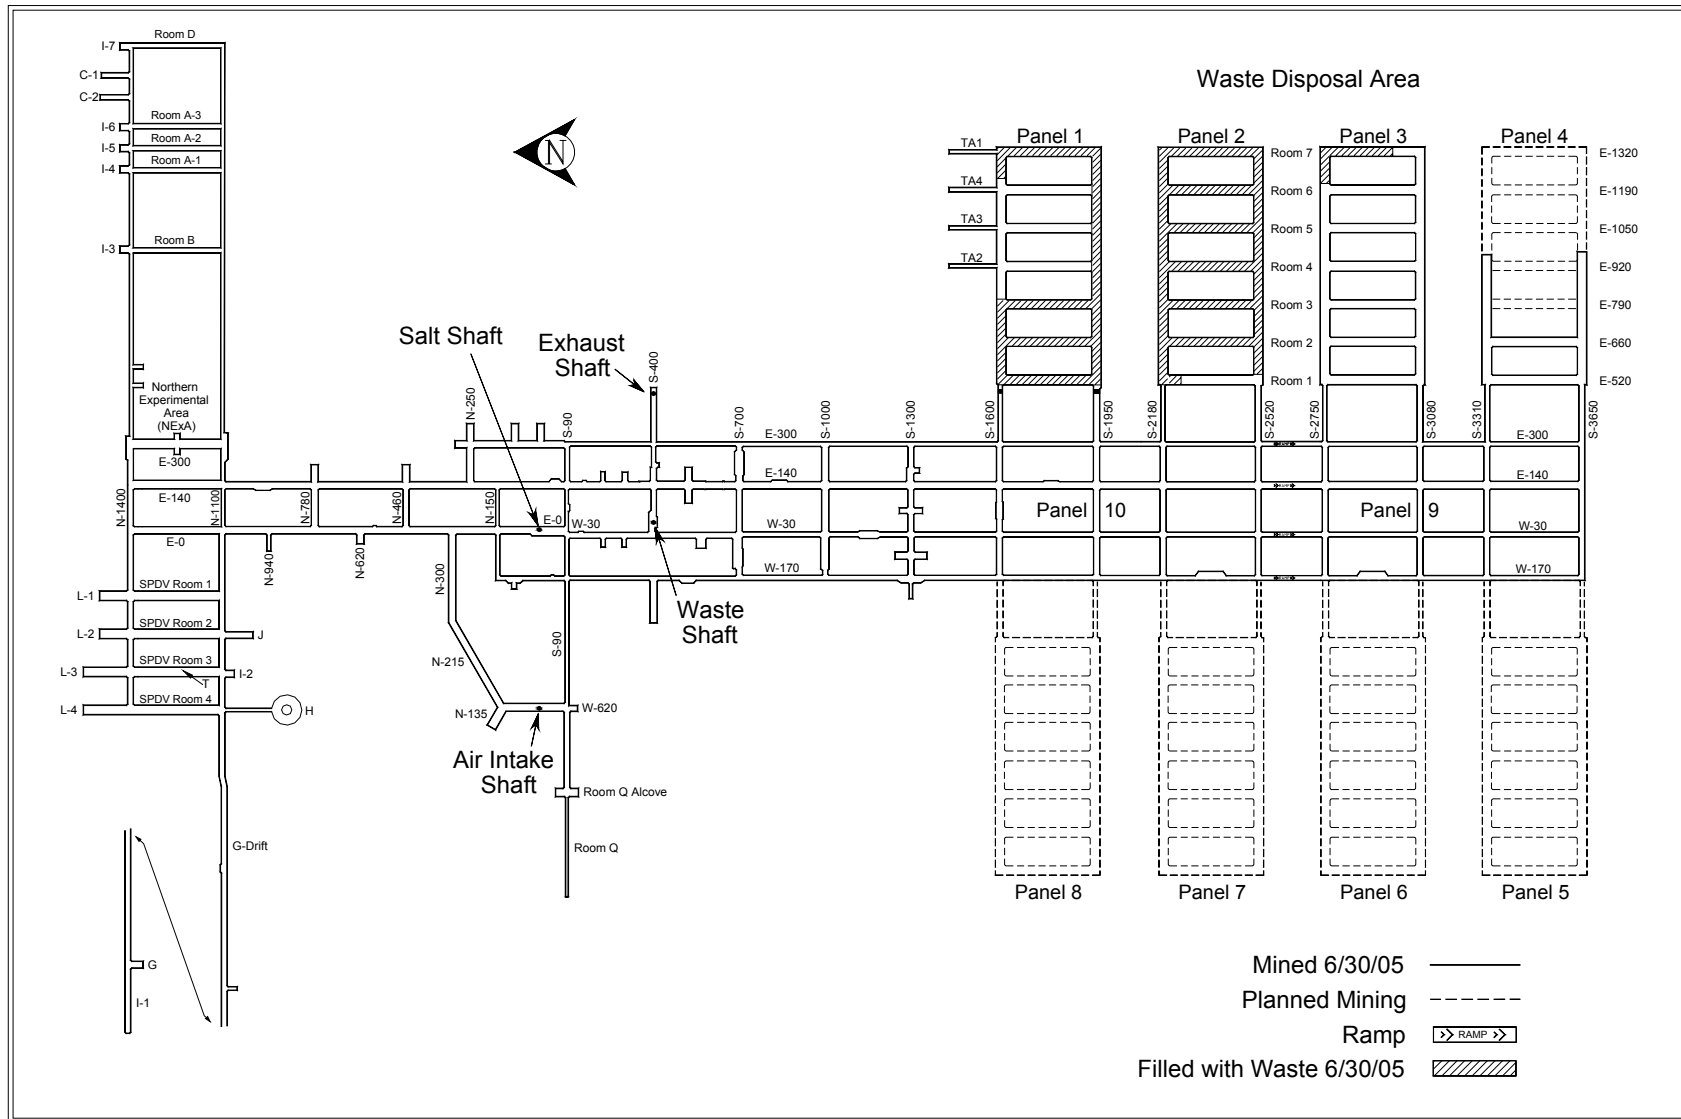 Room D
I-7
C-1
C-2
Room A-3
I-6
Room A-2
I-5
Room A-1
I-4
Room B
I-3
Northern
Experimental
Area
(NExA)
E-300
E-140
E-0
N-1400
N-1100
N-780
N-460
N-150
N-250
N-940
N-620
N-300
SPDV Room 1
L-1
SPDV Room 2
L-2
J
SPDV Room 3
L-3
T
I-2
SPDV Room 4
L-4
H
G-Drift
G
I-1
N
Salt Shaft
Exhaust
Shaft
S-400
S-90
E-0
W-30
Waste
Shaft
S-90
N-215
N-135
W-620
Air Intake
Shaft
Room Q Alcove
Room Q
S-700
S-1000
S-1300
E-300
E-140
W-30
W-170
Waste Disposal Area
Panel 1
Panel 2
Panel 3
Panel 4
TA1
TA4
TA3
TA2
Room 7
Room 6
Room 5
Room 4
Room 3
Room 2
Room 1
E-1320
E-1190
E-1050
E-920
E-790
E-660
E-520
S-1600
S-1950
S-2180
S-2520
S-2750
S-3080
S-3310
S-3650
E-300
E-140
Panel 10
Panel 9
W-30
W-170
Panel 8
Panel 7
Panel 6
Panel 5
Mined 6/30/05
Planned Mining
Ramp
RAMP
Filled with Waste 6/30/05